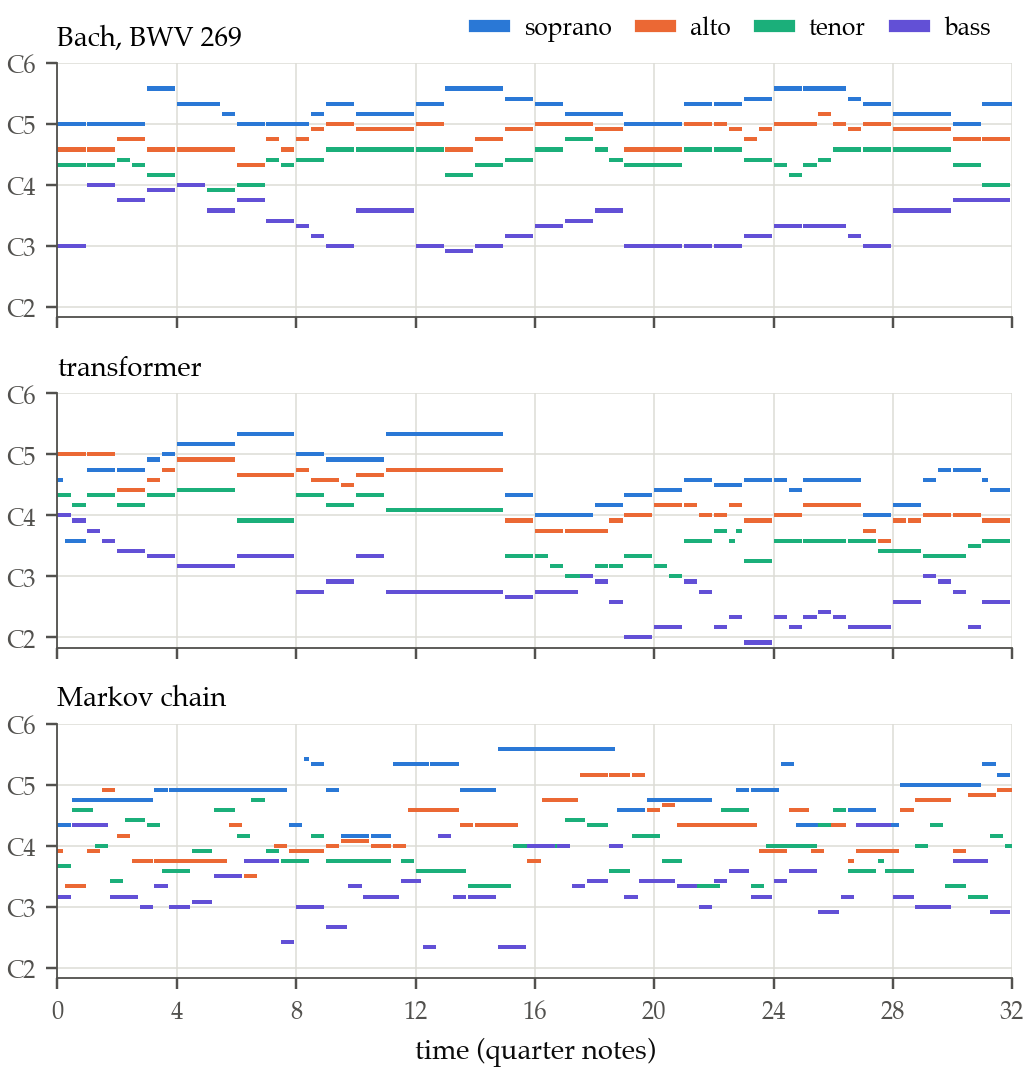 Bach, BWV 269
soprano alto tenor bass
C6
C5
C4
C3
C2
transformer
C6
C5
C4
C3
C2
Markov chain
C6
C5
C4
C3
C2
0 4 8 12 16 20 24 28 32
time (quarter notes)